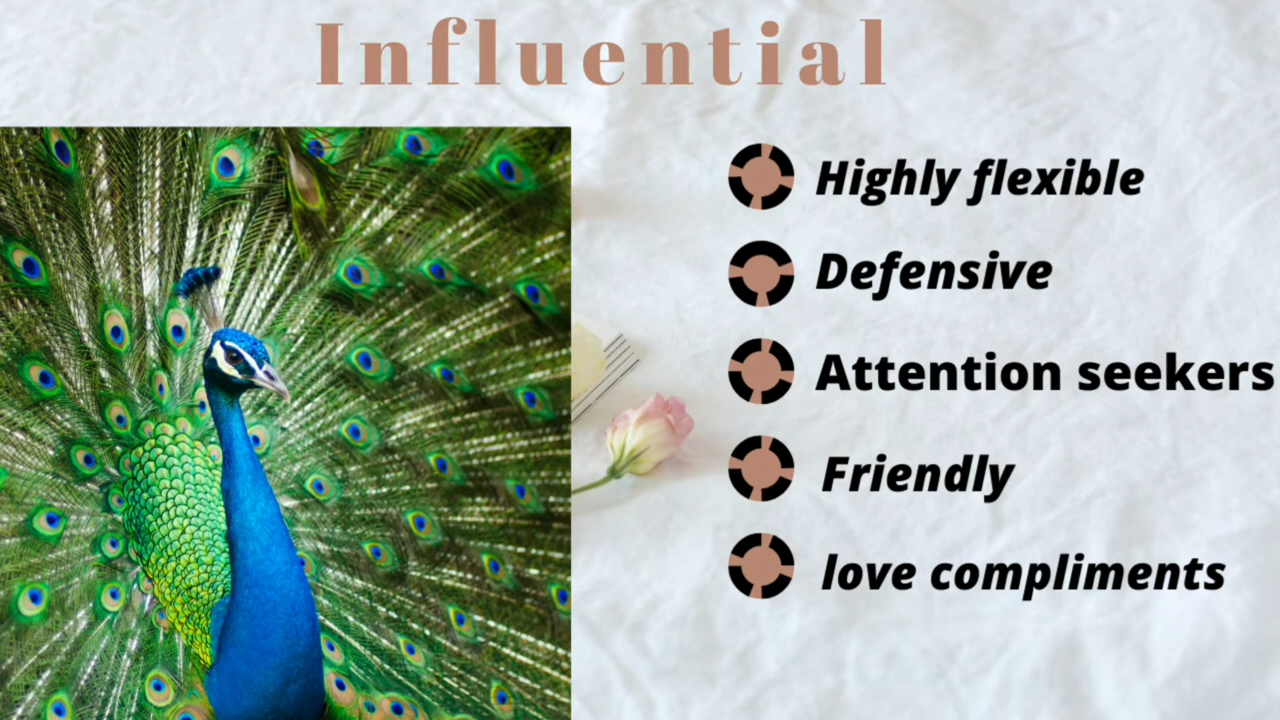 Influential
Highly flexible
Defensive
Attention seekers
Friendly
love compliments